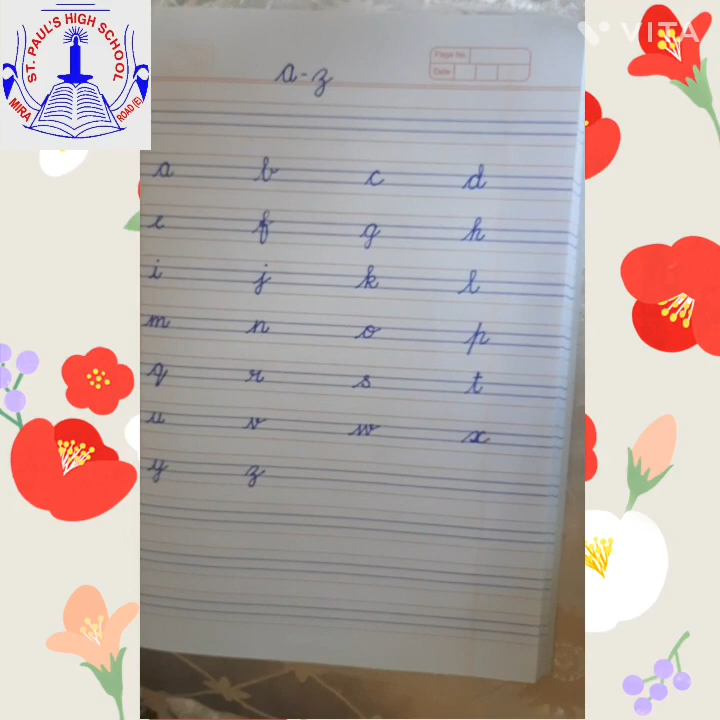 ST. PAUL'S HIGH SCHOOL
MIRA ROAD (E)
VITA
Page No.
Date
a-z
a b c d
e f g h
i j k l
m n o p
q r s t
u v w x
y z